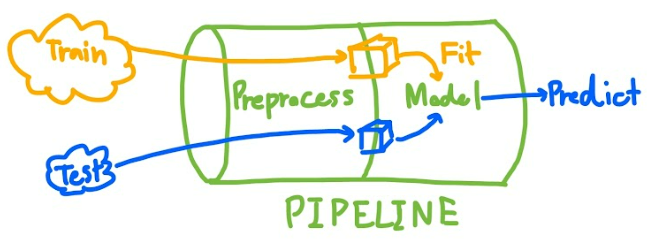 Train
Fit
Preprocess
Model
Predict
Test
PIPELINE